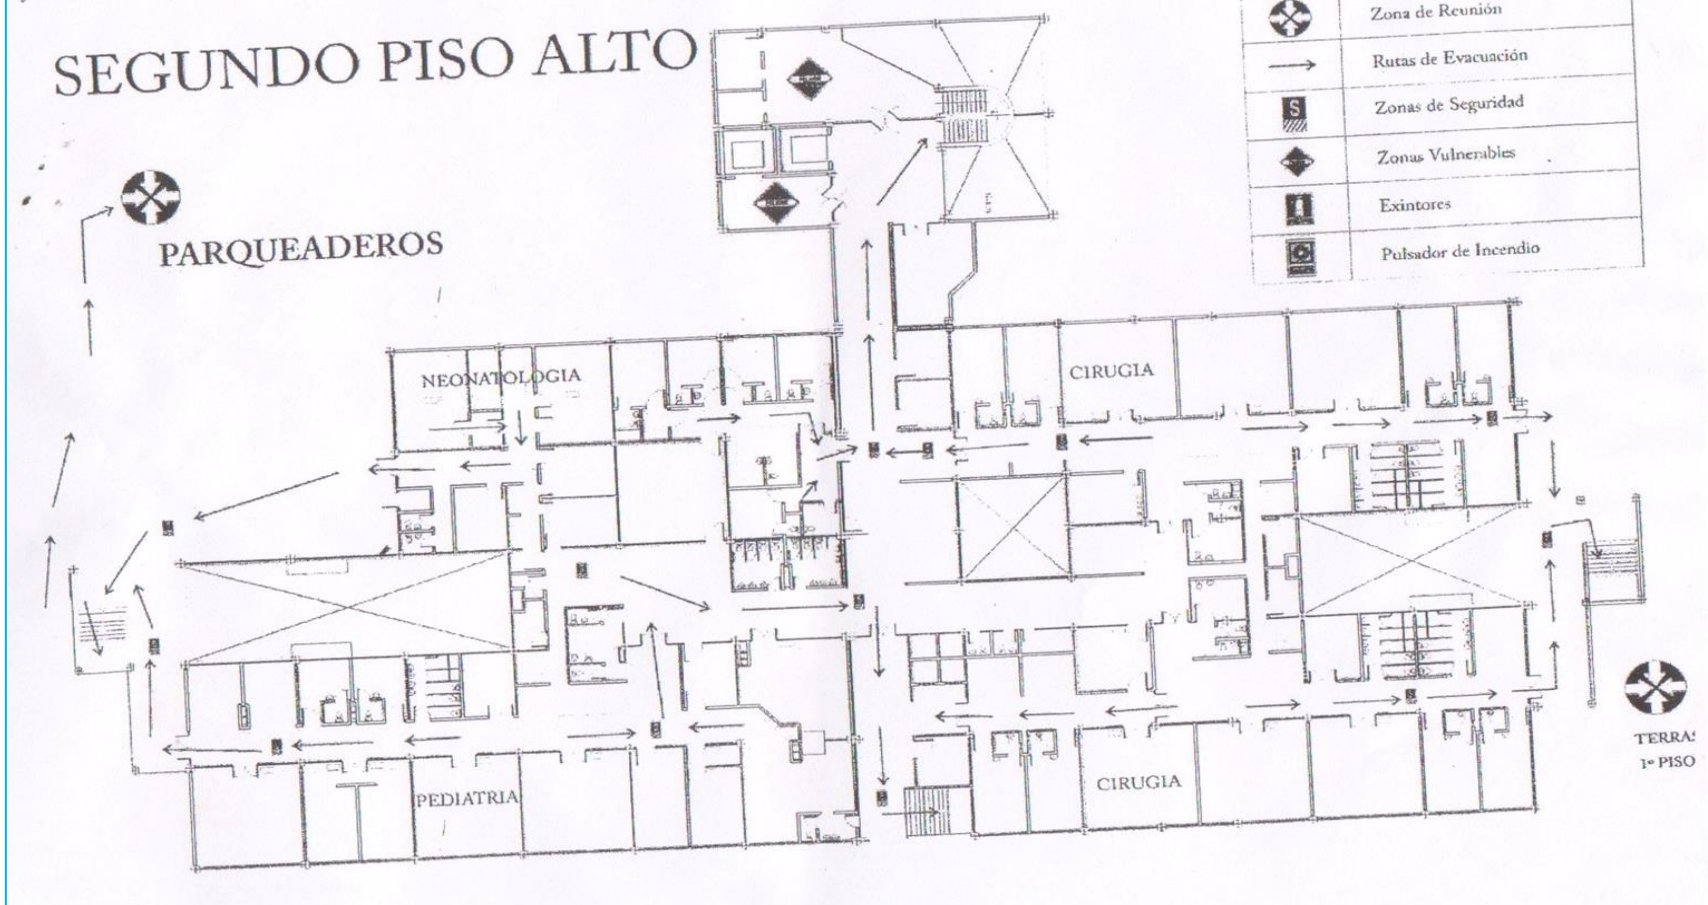 SEGUNDO PISO ALTO
Zona de Reunión
Rutas de Evacuación
S
Zonas de Seguridad
Zonas Vulnerables
Exintores
Pulsador de Incendio
PARQUEADEROS
NEONATOLOGIA
CIRUGIA
PEDIATRIA
CIRUGIA
TERRAS
1º PISO